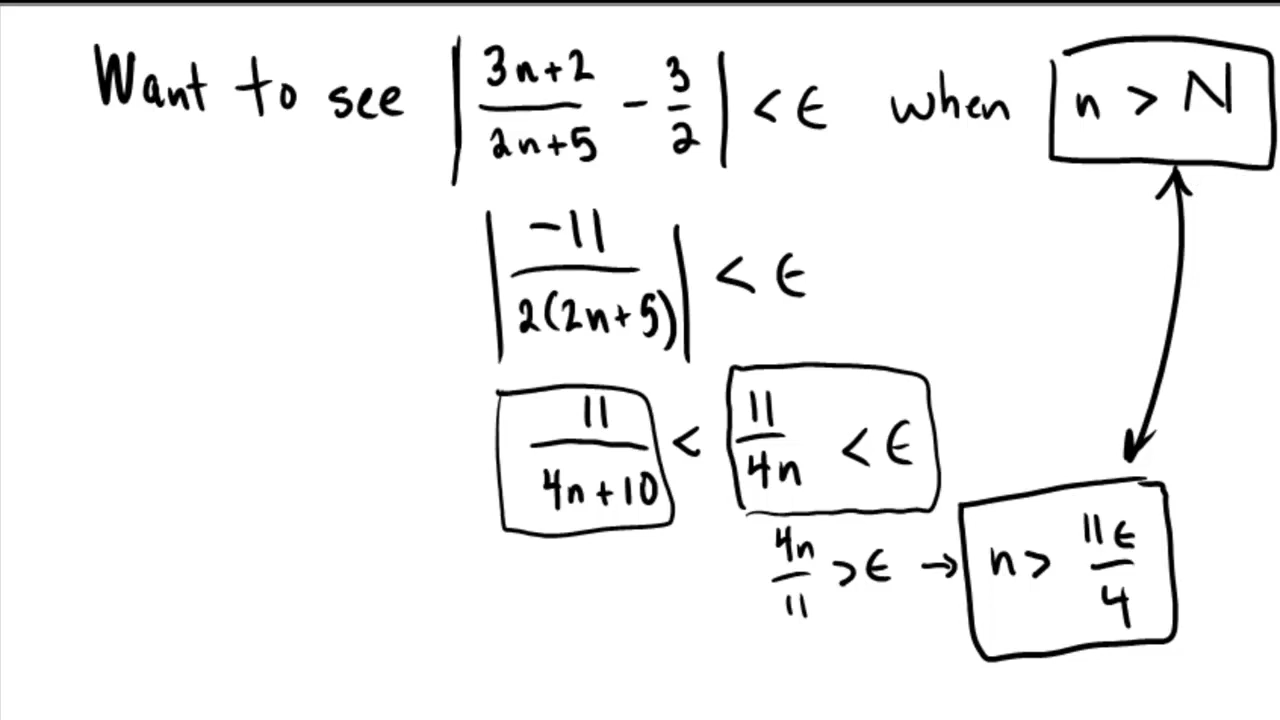 Want to see |(3n+2)/(2n+5) - 3/2| < ϵ when n > N
|-11/(2(2n+5))| < ϵ
11/(4n+10) < 11/(4n) < ϵ
4n/11 > ϵ → n > 11ϵ/4